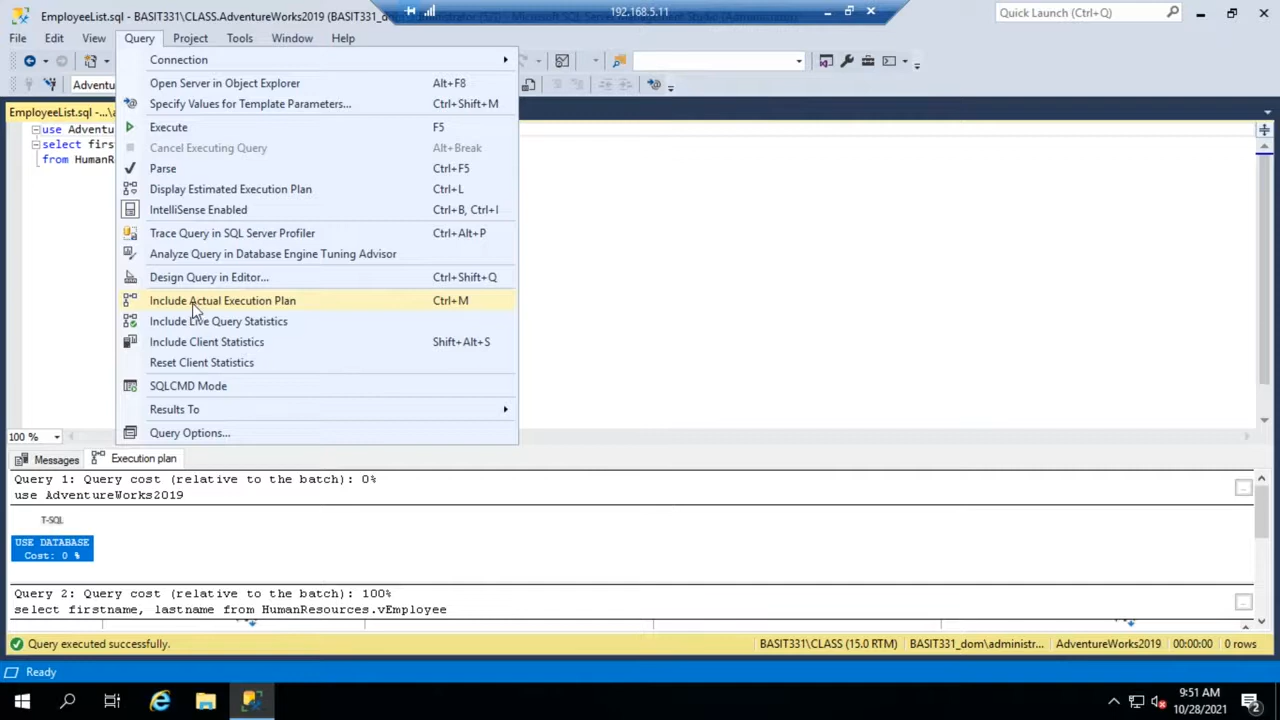 EmployeeList.sql - BASIT331\CLASS.AdventureWorks2019 (BASIT331_
192.168.5.11
Quick Launch (Ctrl+Q)
File Edit View Query Project Tools Window Help
Connection
Adventu
Open Server in Object Explorer Alt+F8
Specify Values for Template Parameters... Ctrl+Shift+M
EmployeeList.sql -...\a
Execute F5
use Adventu
select firs
from HumanR
Cancel Executing Query Alt+Break
Parse Ctrl+F5
Display Estimated Execution Plan Ctrl+L
IntelliSense Enabled Ctrl+B, Ctrl+I
Trace Query in SQL Server Profiler Ctrl+Alt+P
Analyze Query in Database Engine Tuning Advisor
Design Query in Editor... Ctrl+Shift+Q
Include Actual Execution Plan Ctrl+M
Include Live Query Statistics
Include Client Statistics Shift+Alt+S
Reset Client Statistics
SQLCMD Mode
Results To
Query Options...
100 %
Messages Execution plan
Query 1: Query cost (relative to the batch): 0%
use AdventureWorks2019
T-SQL
USE DATABASE
Cost: 0 %
Query 2: Query cost (relative to the batch): 100%
select firstname, lastname from HumanResources.vEmployee
Query executed successfully. BASIT331\CLASS (15.0 RTM) BASIT331_dom\administr... AdventureWorks2019 00:00:00 0 rows
Ready
9:51 AM
10/28/2021
2